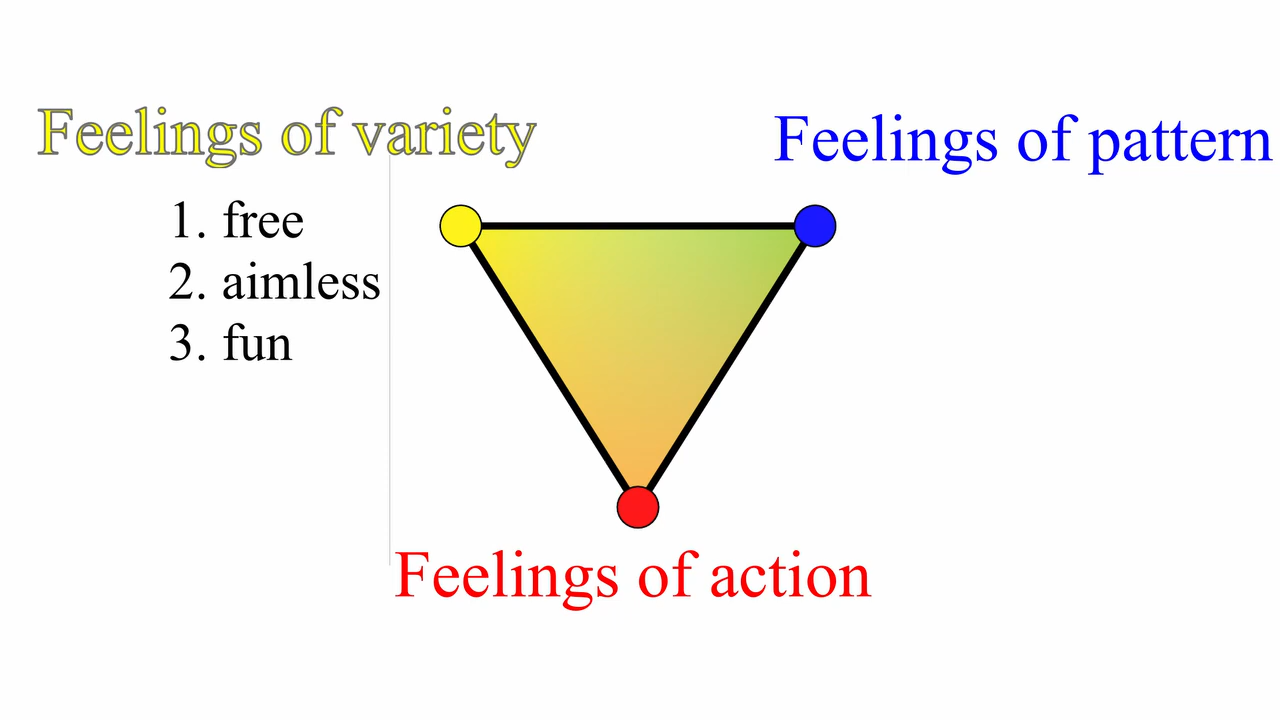 Feelings of variety
Feelings of pattern
1. free
2. aimless
3. fun
Feelings of action